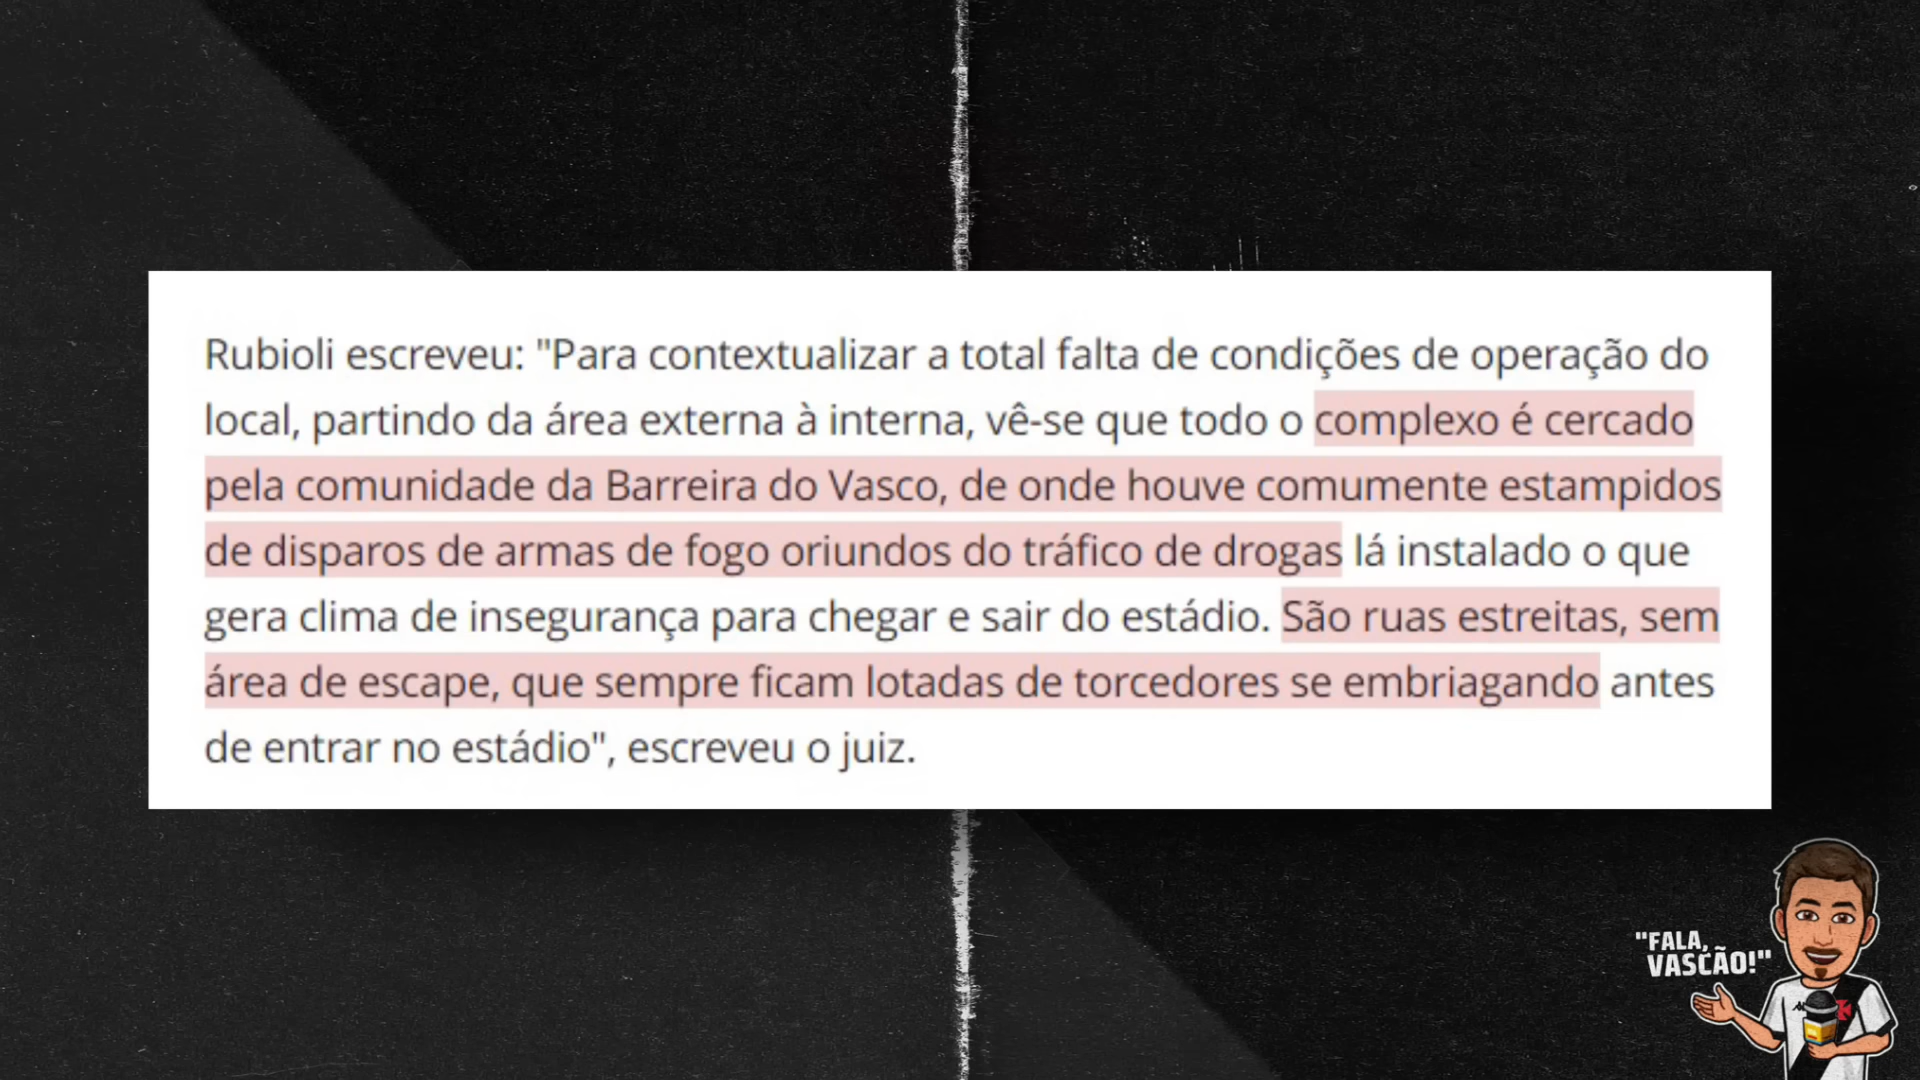 Rubioli escreveu: "Para contextualizar a total falta de condições de operação do
local, partindo da área externa à interna, vê-se que todo o complexo é cercado
pela comunidade da Barreira do Vasco, de onde houve comumente estampidos
de disparos de armas de fogo oriundos do tráfico de drogas lá instalado o que
gera clima de insegurança para chegar e sair do estádio. São ruas estreitas, sem
área de escape, que sempre ficam lotadas de torcedores se embriagando antes
de entrar no estádio", escreveu o juiz.
"FALA,
VASCÃO!"